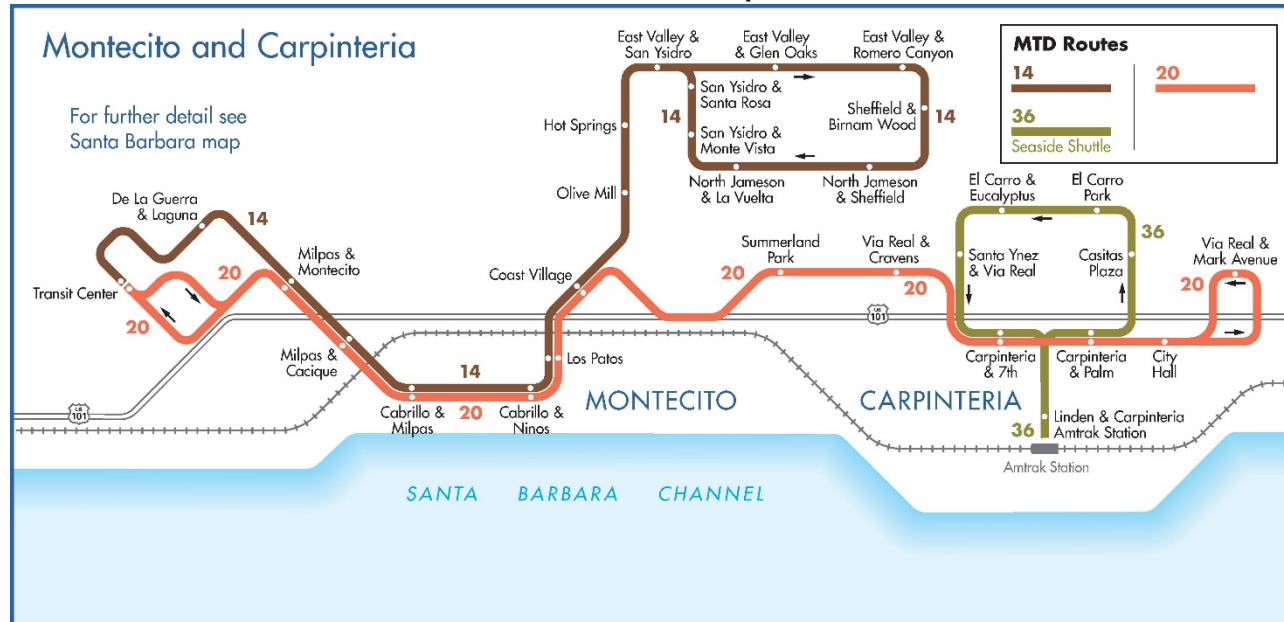 Montecito and Carpinteria
For further detail see
Santa Barbara map
MTD Routes
14
20
36
Seaside Shuttle
East Valley &
San Ysidro
East Valley
& Glen Oaks
East Valley &
Romero Canyon
San Ysidro &
Santa Rosa
Sheffield &
Birnam Wood
14
14
Hot Springs
San Ysidro &
Monte Vista
North Jameson
& La Vuelta
North Jameson
& Sheffield
Olive Mill
De La Guerra
& Laguna
14
El Carro &
Eucalyptus
El Carro
Park
36
Milpas &
Montecito
Summerland
Park
Via Real &
Cravens
Via Real &
Mark Avenue
Santa Ynez
& Via Real
Casitas
Plaza
Coast Village
20
20
20
20
Transit Center
20
US
101
Milpas &
Cacique
Los Patos
Carpinteria
& 7th
Carpinteria
& Palm
City
Hall
14
20
MONTECITO
CARPINTERIA
US
101
Cabrillo &
Milpas
Cabrillo &
Ninos
36
Linden & Carpinteria
Amtrak Station
Amtrak Station
SANTA BARBARA CHANNEL